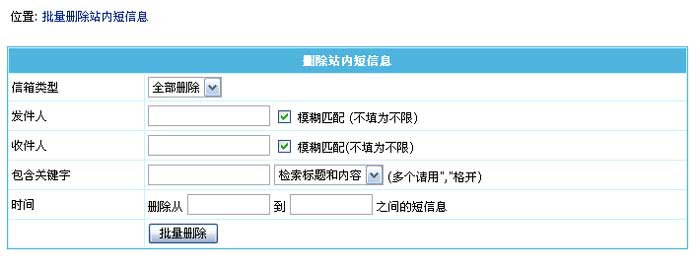 位置: 批量删除站内短信息
删除站内短信息
信箱类型 全部删除
发件人 模糊匹配 (不填为不限)
收件人 模糊匹配(不填为不限)
包含关键字 检索标题和内容 (多个请用","格开)
时间 删除从 到 之间的短信息
批量删除